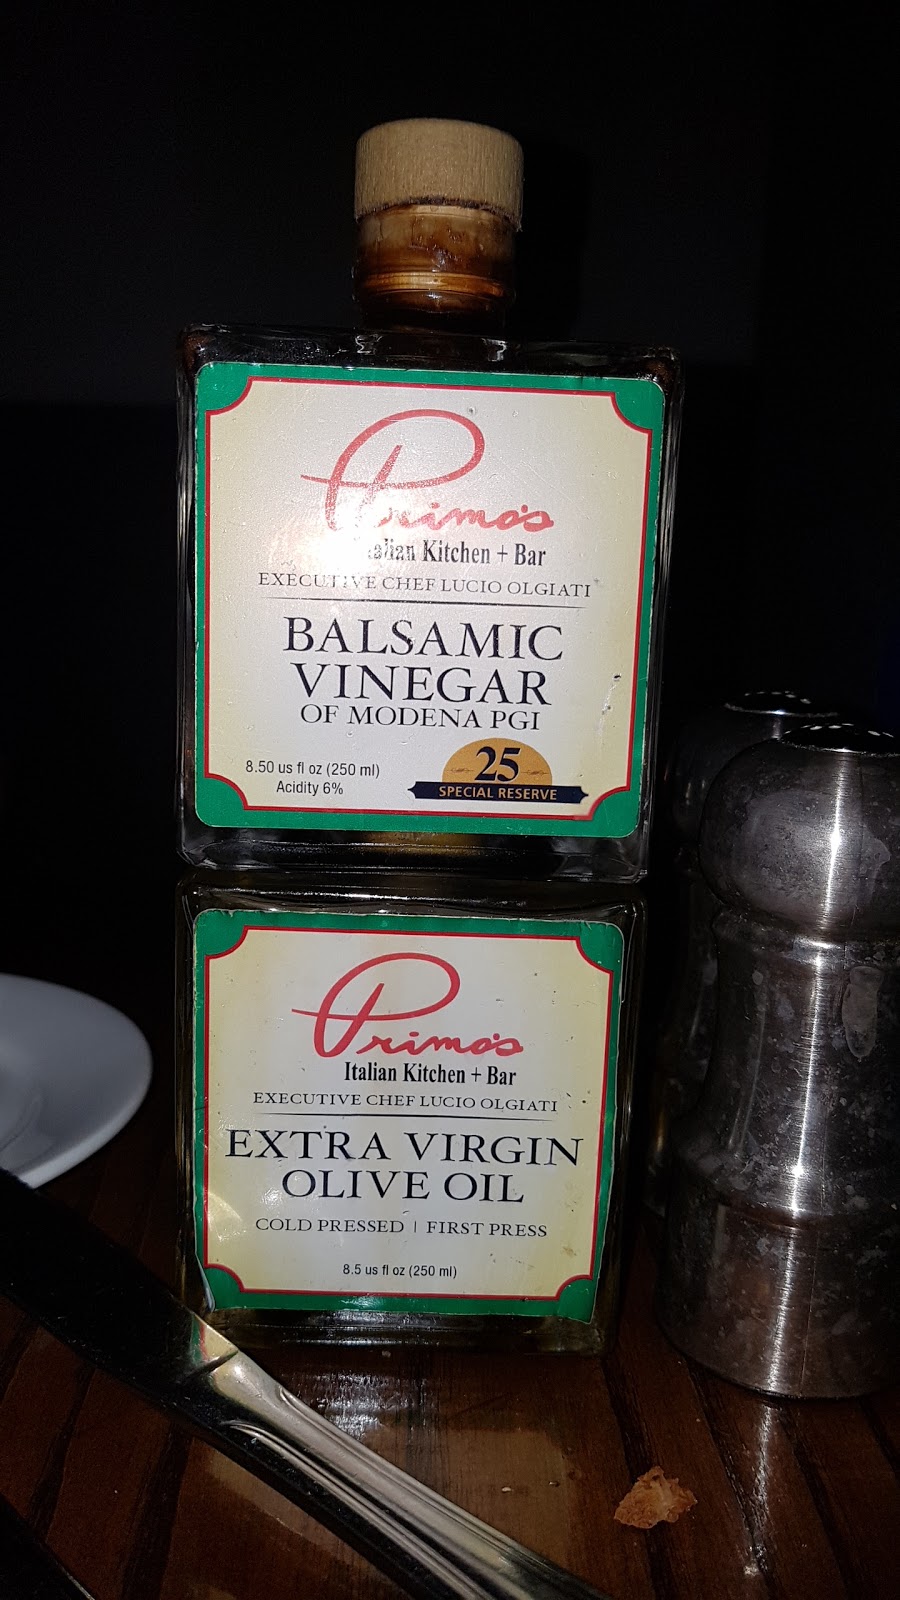 Primo's
Italian Kitchen + Bar
EXECUTIVE CHEF LUCIO OLGIATI
BALSAMIC
VINEGAR
OF MODENA PGI
8.50 us fl oz (250 ml)
Acidity 6%
25
SPECIAL RESERVE
Primo's
Italian Kitchen + Bar
EXECUTIVE CHEF LUCIO OLGIATI
EXTRA VIRGIN
OLIVE OIL
COLD PRESSED | FIRST PRESS
8.5 us fl oz (250 ml)